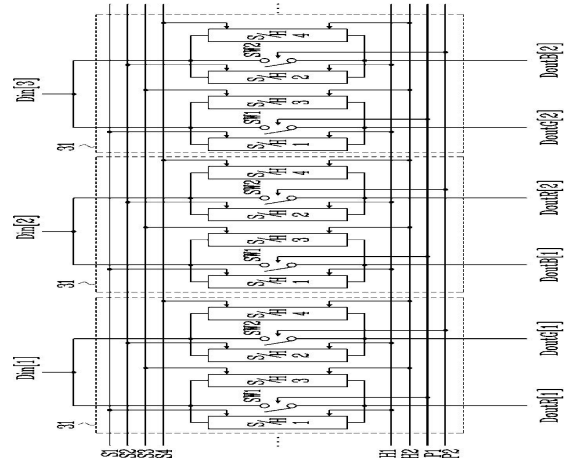 Din[1]
Din[2]
Din[3]
31
31
31
S1
S2
S3
S4
S/H 1
SW1
S/H 3
S/H 2
SW2
S/H 4
S/H 1
SW1
S/H 3
S/H 2
SW2
S/H 4
S/H 1
SW1
S/H 3
S/H 2
SW2
S/H 4
H1
H2
P1
P2
DoutR[1]
DoutG[1]
DoutB[1]
DoutR[2]
DoutG[2]
DoutB[2]